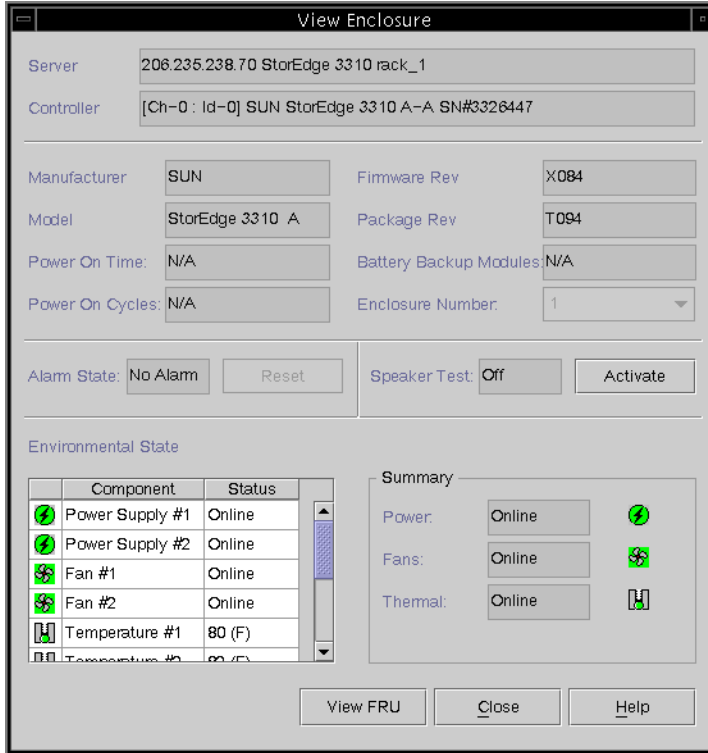 View Enclosure
Server 206.235.238.70 StorEdge 3310 rack_1
Controller [Ch-0 : Id-0] SUN StorEdge 3310 A-A SN#3326447
Manufacturer SUN Firmware Rev X084
Model StorEdge 3310 A Package Rev T094
Power On Time: N/A Battery Backup Modules: N/A
Power On Cycles: N/A Enclosure Number: 1
Alarm State: No Alarm Reset Speaker Test: Off Activate
Environmental State
Summary
Component Status
Power Supply #1 Online
Power: Online
Power Supply #2 Online
Fans: Online
Fan #1 Online
Fan #2 Online
Thermal: Online
Temperature #1 80 (F)
View FRU Close Help